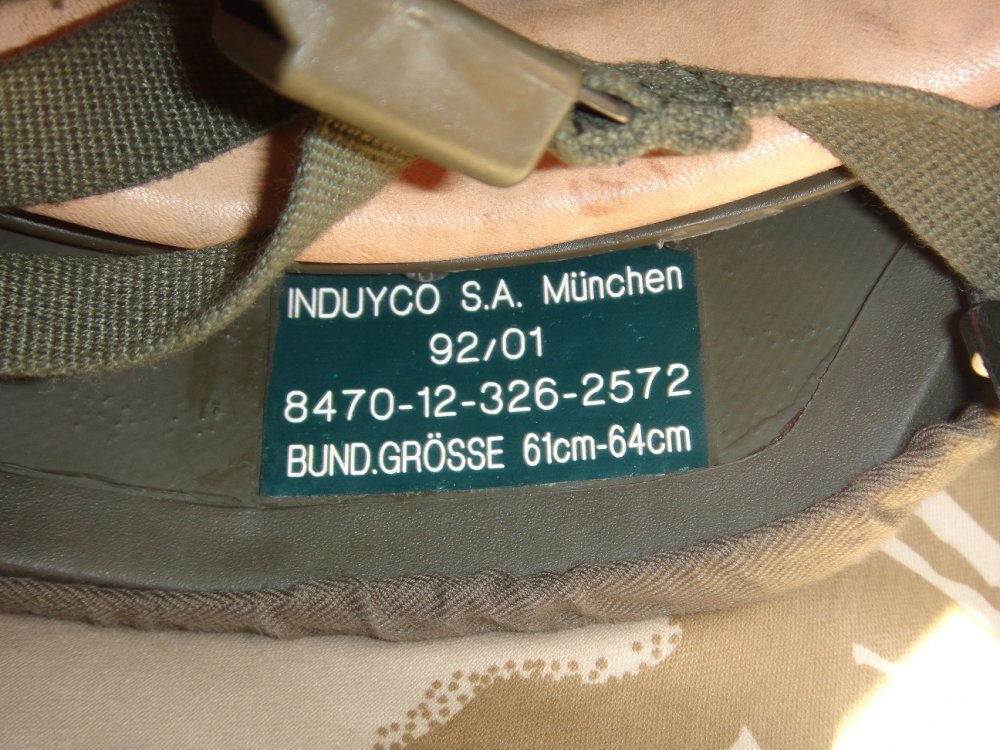 INDUYCO S.A. München
92/01
8470-12-326-2572
BUND.GRÖSSE 61cm-64cm